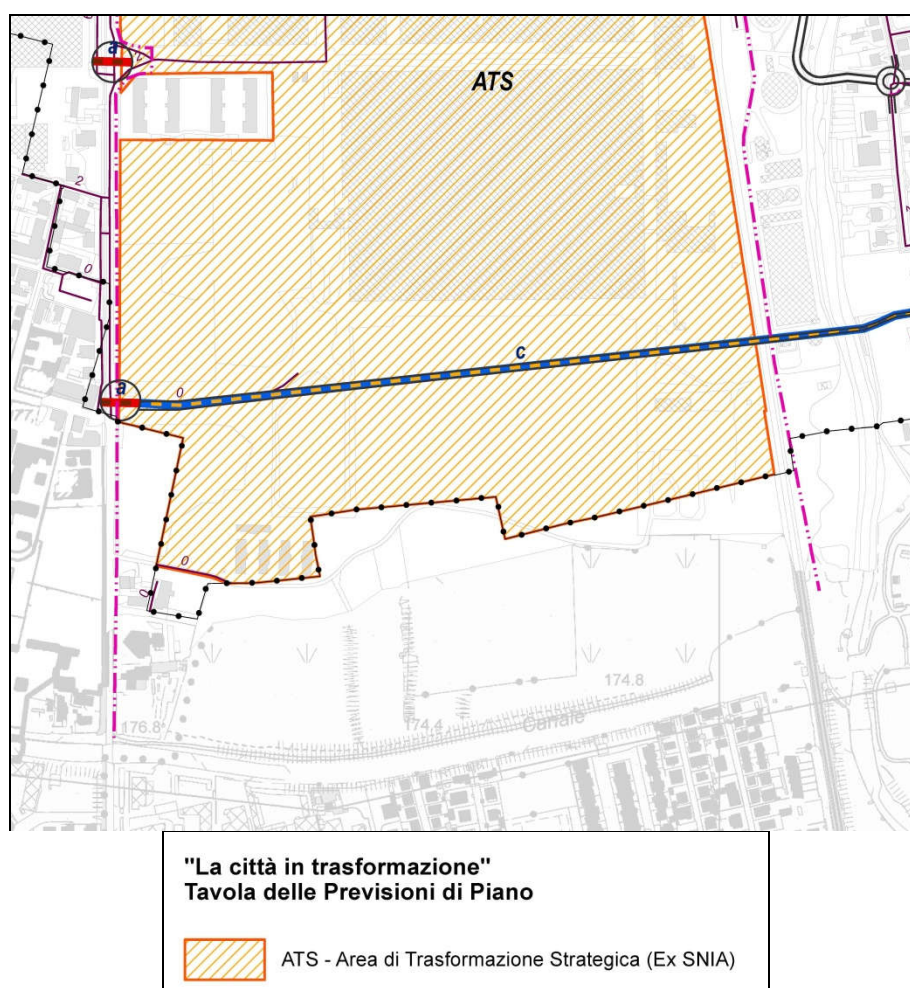 a
ATS
2
2
0
c
a
0
0
0
174.8
176.8
174.4
Canale
"La città in trasformazione"
Tavola delle Previsioni di Piano
ATS - Area di Trasformazione Strategica (Ex SNIA)